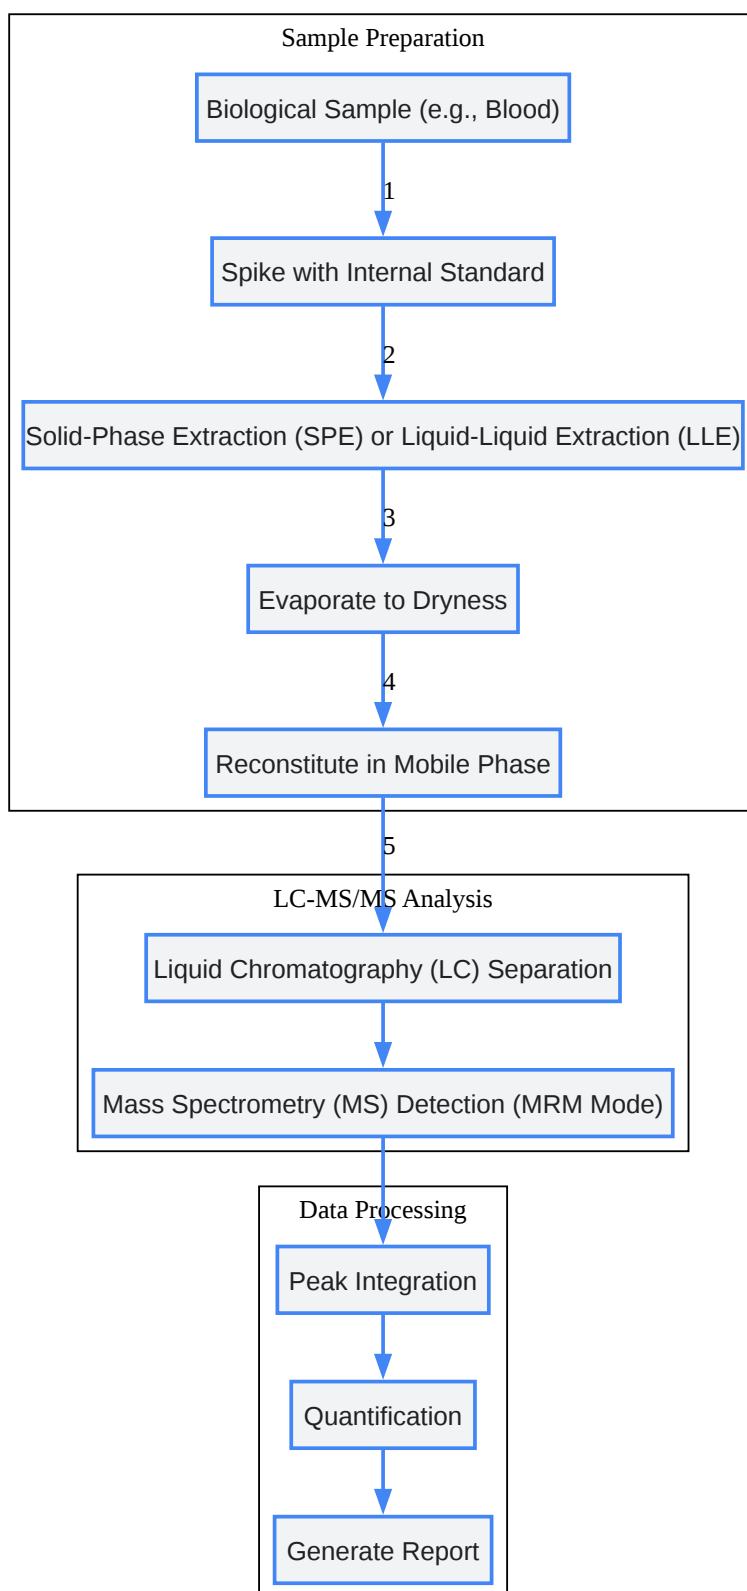 Sample Preparation
Biological Sample (e.g., Blood)
1
Spike with Internal Standard
2
Solid-Phase Extraction (SPE) or Liquid-Liquid Extraction (LLE)
3
Evaporate to Dryness
4
Reconstitute in Mobile Phase
5
LC-MS/MS Analysis
Liquid Chromatography (LC) Separation
Mass Spectrometry (MS) Detection (MRM Mode)
Data Processing
Peak Integration
Quantification
Generate Report